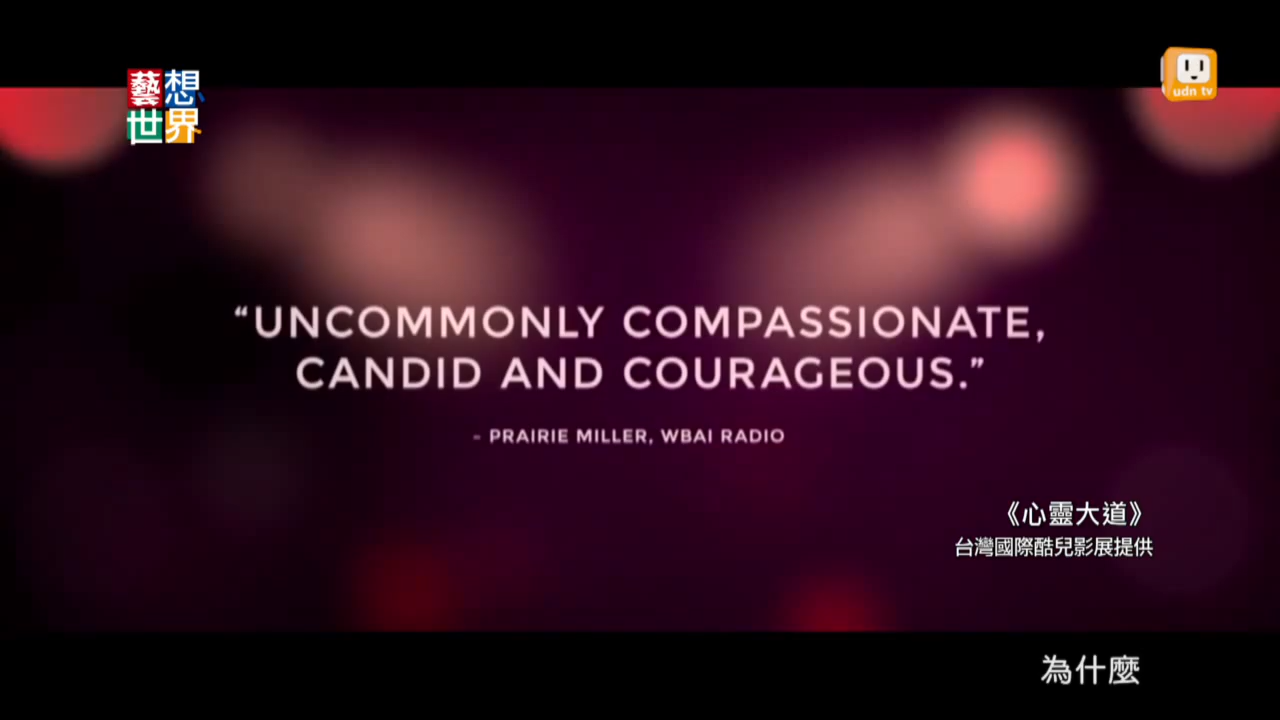 藝想
世界
udn tv
“UNCOMMONLY COMPASSIONATE,
CANDID AND COURAGEOUS.”
- PRAIRIE MILLER, WBAI RADIO
《心靈大道》
台灣國際酷兒影展提供
為什麼